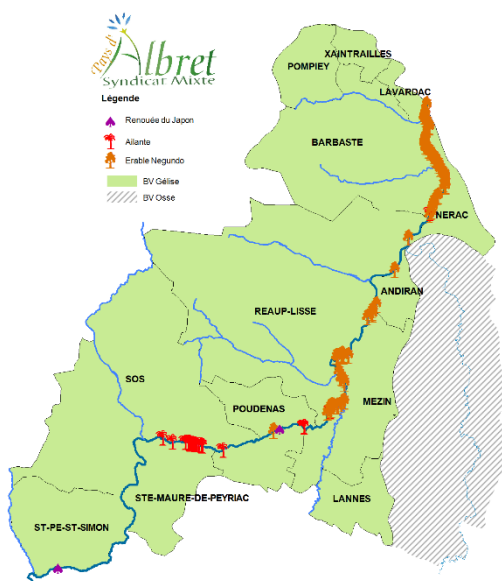 Pays d'
Albret
Syndicat Mixte
Légende
Renouée du Japon
Ailante
Erable Negundo
BV Gélise
BV Osse
XAINTRAILLES
POMPIEY
LAVARDAC
BARBASTE
NERAC
ANDIRAN
REAUP-LISSE
SOS
MEZIN
POUDENAS
STE-MAURE-DE-PEYRIAC
LANNES
ST-PE-ST-SIMON